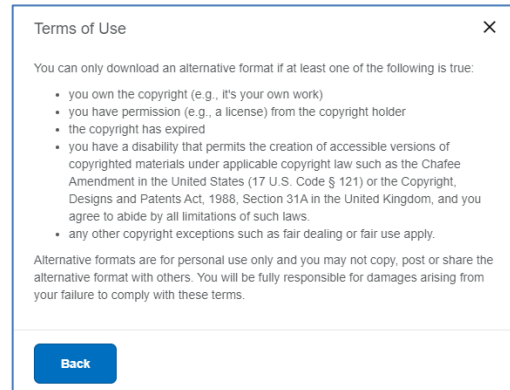 Terms of Use
You can only download an alternative format if at least one of the following is true:
• you own the copyright (e.g., it's your own work)
• you have permission (e.g., a license) from the copyright holder
• the copyright has expired
• you have a disability that permits the creation of accessible versions of
copyrighted materials under applicable copyright law such as the Chafee
Amendment in the United States (17 U.S. Code § 121) or the Copyright,
Designs and Patents Act, 1988, Section 31A in the United Kingdom, and you
agree to abide by all limitations of such laws.
• any other copyright exceptions such as fair dealing or fair use apply.
Alternative formats are for personal use only and you may not copy, post or share the
alternative format with others. You will be fully responsible for damages arising from
your failure to comply with these terms.
Back